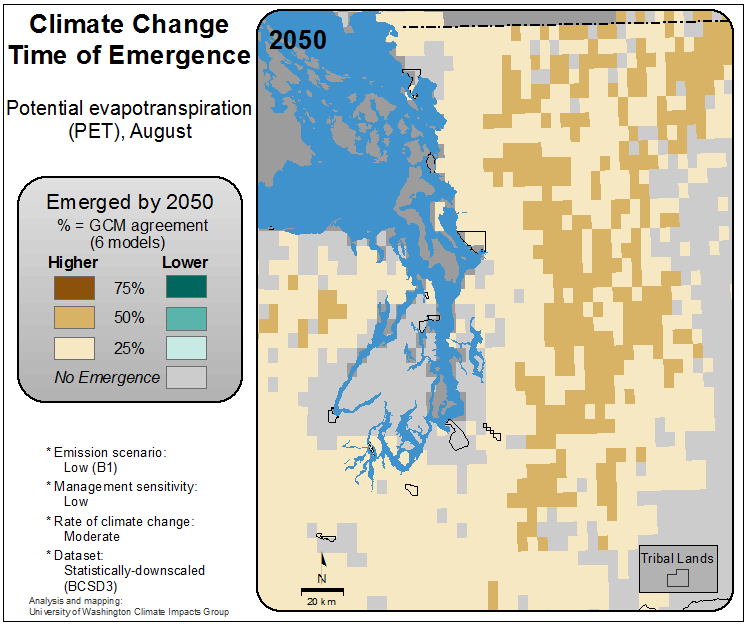 Climate Change
Time of Emergence
Potential evapotranspiration
(PET), August
Emerged by 2050
% = GCM agreement
(6 models)
Higher Lower
75%
50%
25%
No Emergence
* Emission scenario:
Low (B1)
* Management sensitivity:
Low
* Rate of climate change:
Moderate
* Dataset:
Statistically-downscaled
(BCSD3)
Analysis and mapping:
University of Washington Climate Impacts Group
2050
N
20 km
Tribal Lands